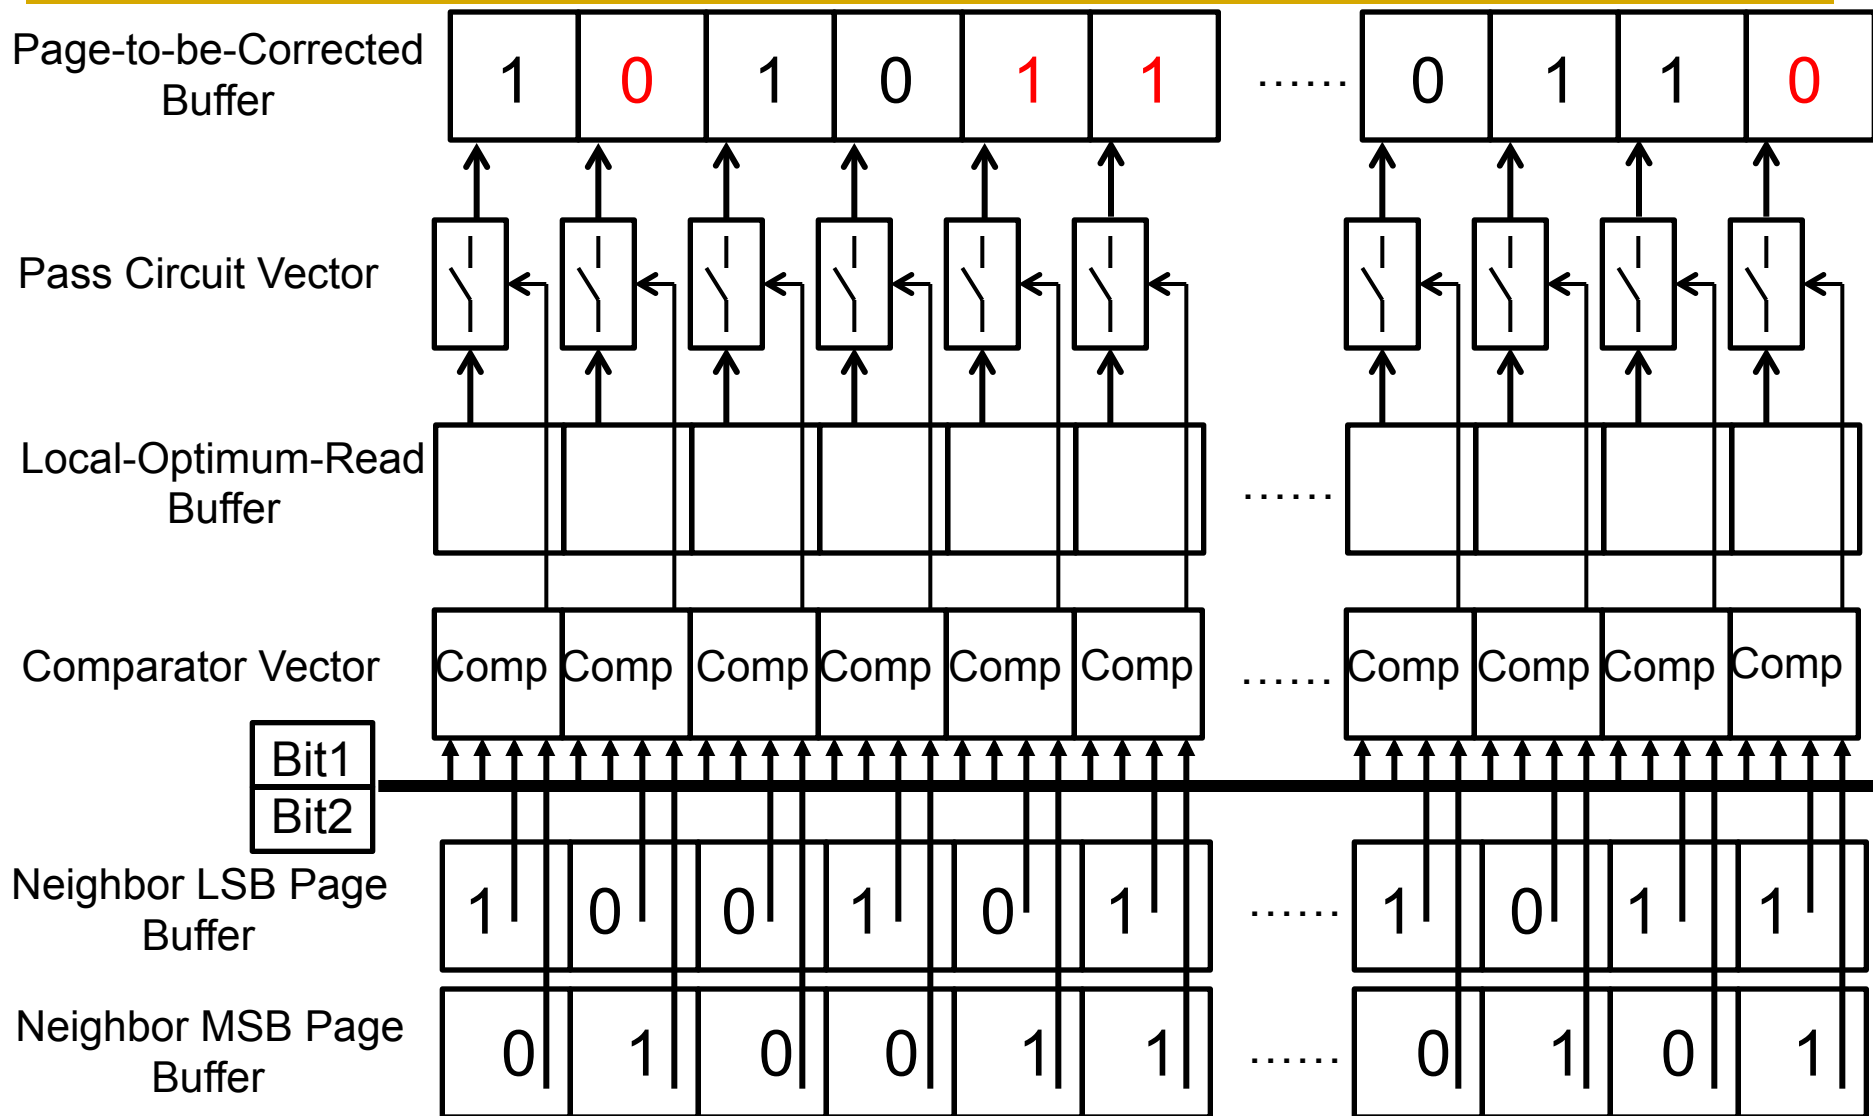 Page-to-be-Corrected
Buffer
1 0 1 0 1 1 ...... 0 1 1 0
Pass Circuit Vector
Local-Optimum-Read
Buffer
......
Comparator Vector
Comp Comp Comp Comp Comp Comp ...... Comp Comp Comp Comp
Bit1
Bit2
Neighbor LSB Page
Buffer
1 0 0 1 0 1 ...... 1 0 1 1
Neighbor MSB Page
Buffer
0 1 0 0 1 1 ...... 0 1 0 1